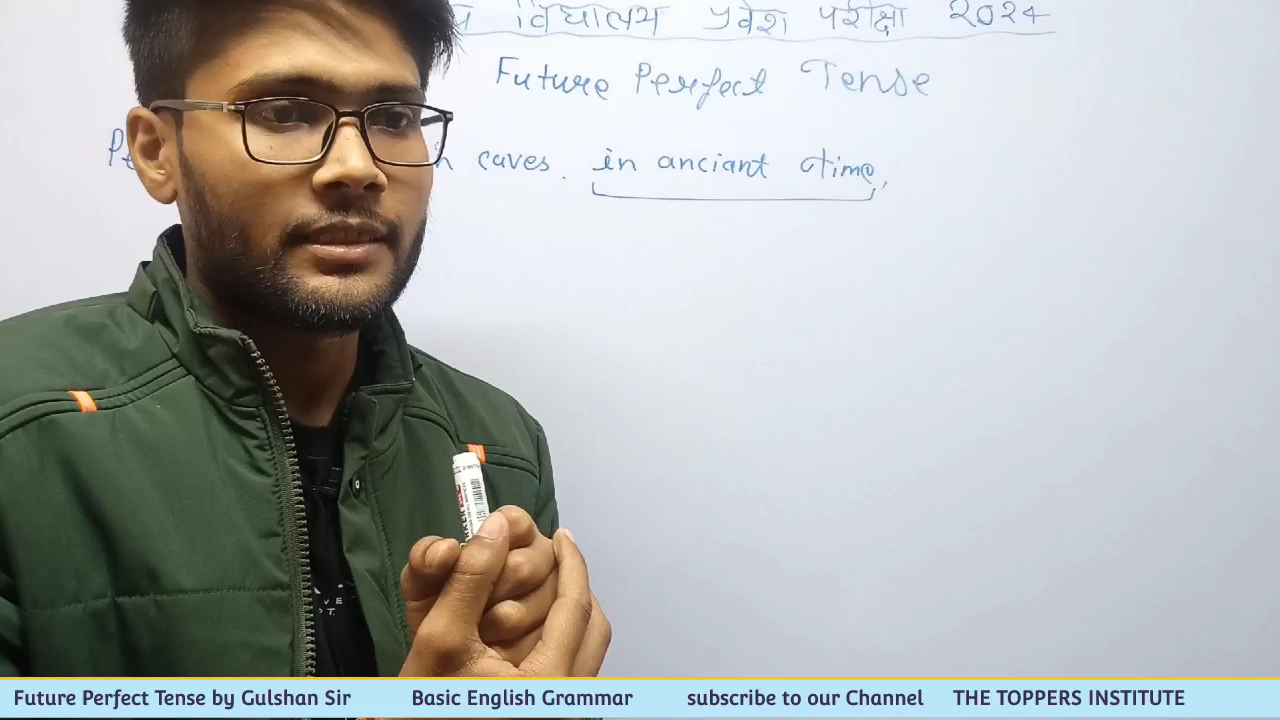 विद्यालय प्रवेश परीक्षा २०२४
Future Perfect Tense
caves. in anciant time,
Future Perfect Tense by Gulshan Sir Basic English Grammar subscribe to our Channel THE TOPPERS INSTITUTE